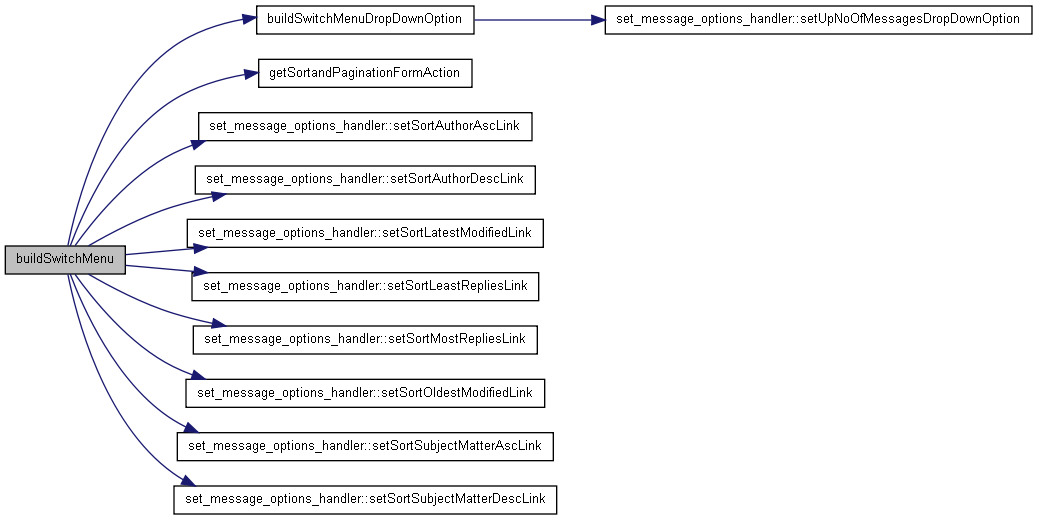 buildSwitchMenuDropDownOption
set_message_options_handler::setUpNoOfMessagesDropDownOption
getSortandPaginationFormAction
set_message_options_handler::setSortAuthorAscLink
set_message_options_handler::setSortAuthorDescLink
set_message_options_handler::setSortLatestModifiedLink
buildSwitchMenu
set_message_options_handler::setSortLeastRepliesLink
set_message_options_handler::setSortMostRepliesLink
set_message_options_handler::setSortOldestModifiedLink
set_message_options_handler::setSortSubjectMatterAscLink
set_message_options_handler::setSortSubjectMatterDescLink